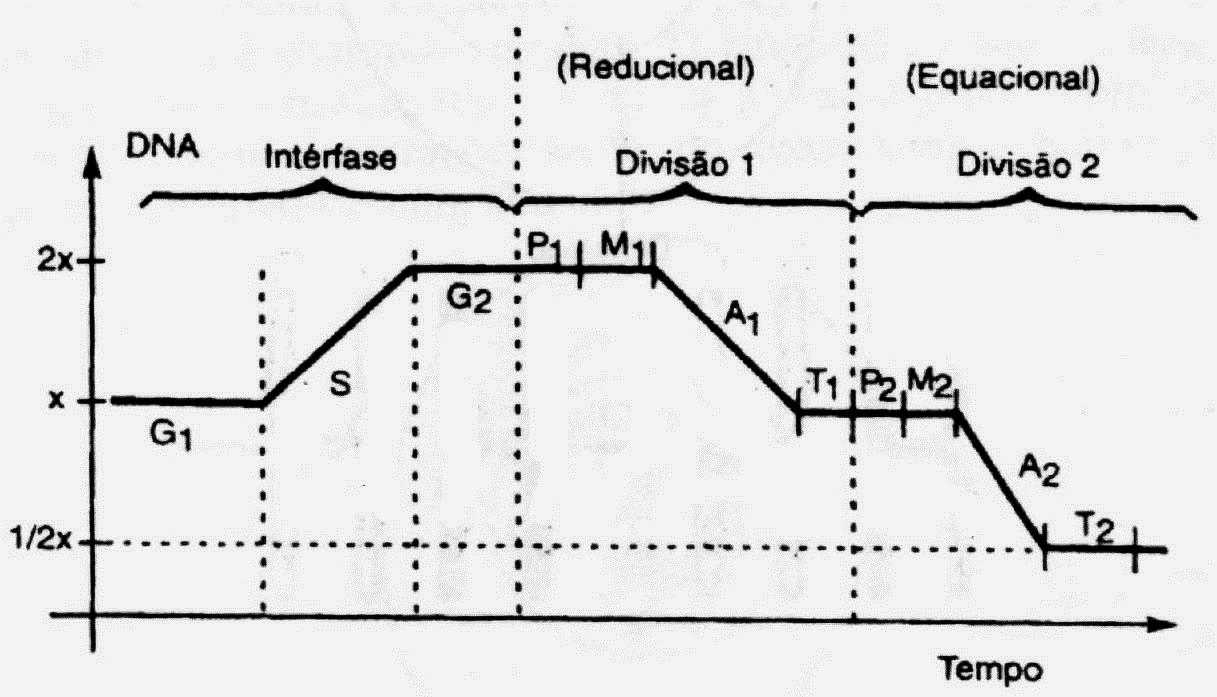 (Reducional)
(Equacional)
DNA
Intérfase
Divisão 1
Divisão 2
2x
P1
M1
G2
A1
S
x
G1
T1
P2
M2
A2
1/2x
T2
Tempo